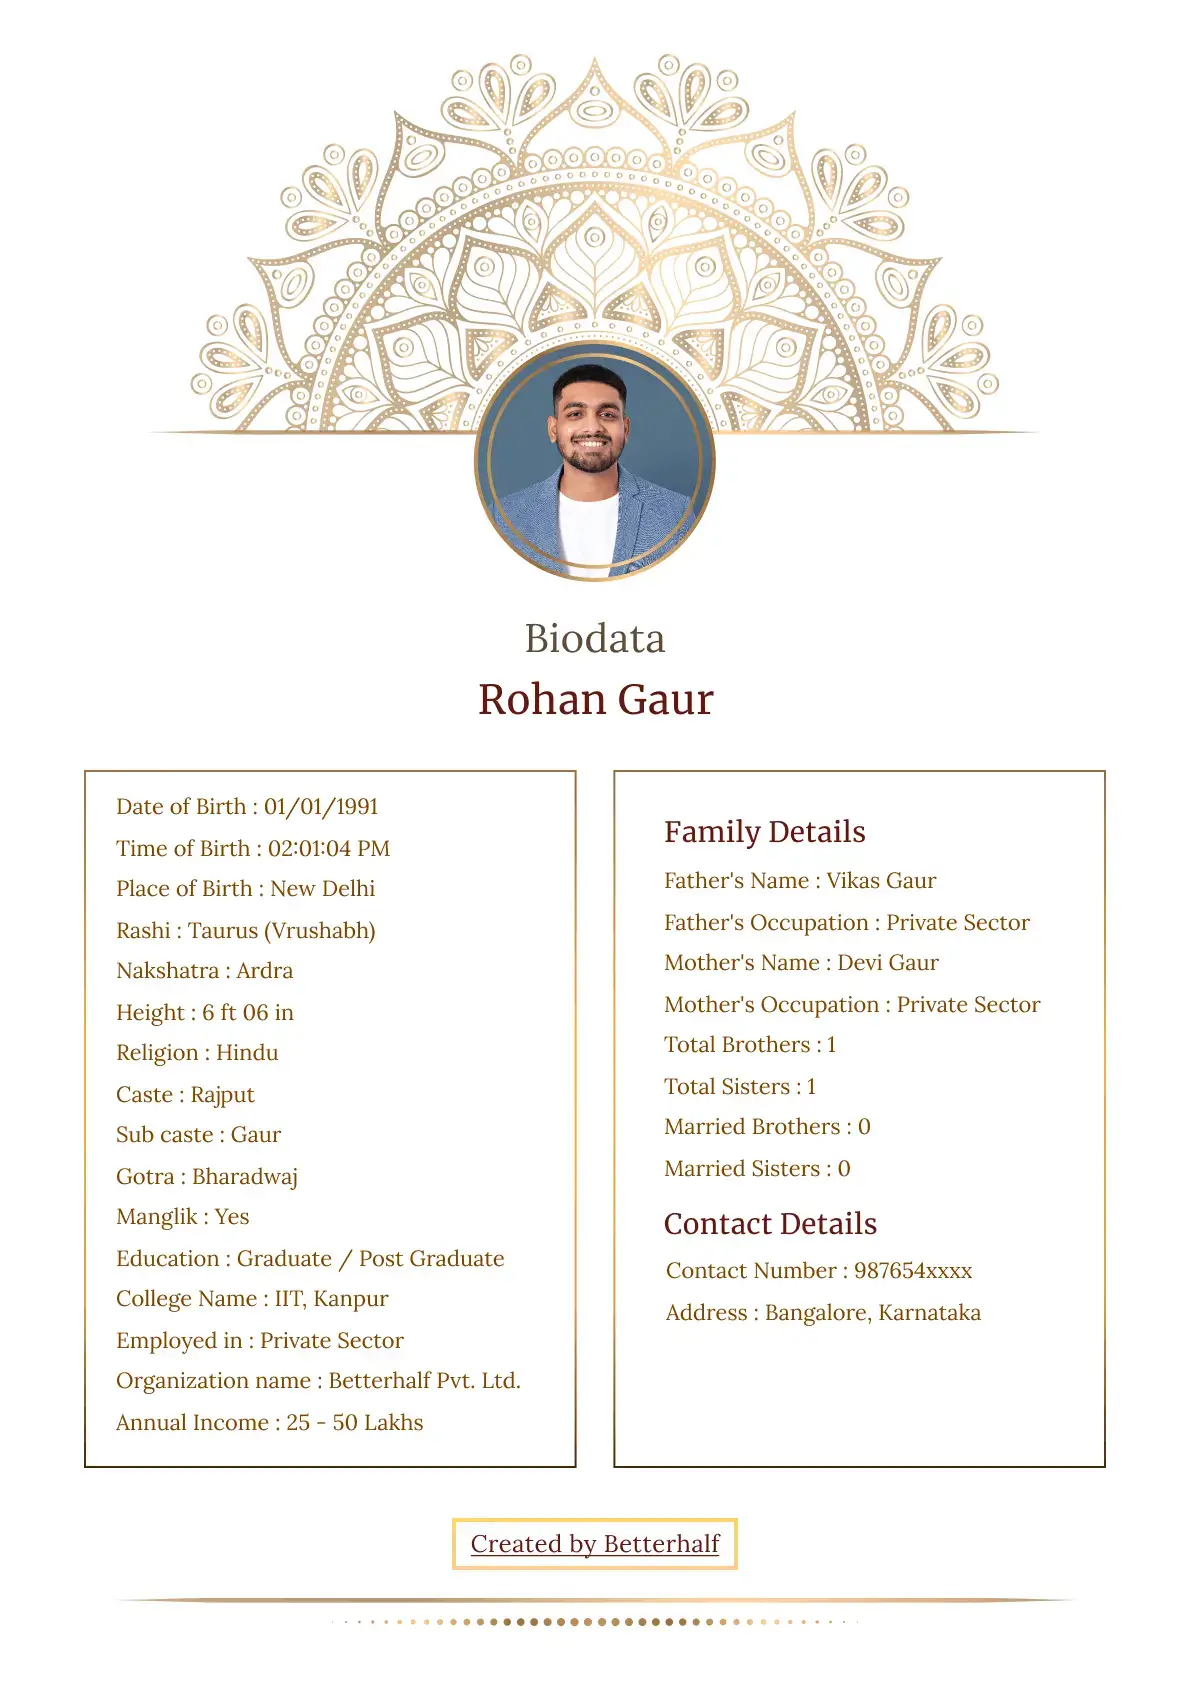 Biodata
Rohan Gaur
Date of Birth : 01/01/1991
Time of Birth : 02:01:04 PM
Place of Birth : New Delhi
Rashi : Taurus (Vrushabh)
Nakshatra : Ardra
Height : 6 ft 06 in
Religion : Hindu
Caste : Rajput
Sub caste : Gaur
Gotra : Bharadwaj
Manglik : Yes
Education : Graduate / Post Graduate
College Name : IIT, Kanpur
Employed in : Private Sector
Organization name : Betterhalf Pvt. Ltd.
Annual Income : 25 - 50 Lakhs
Family Details
Father's Name : Vikas Gaur
Father's Occupation : Private Sector
Mother's Name : Devi Gaur
Mother's Occupation : Private Sector
Total Brothers : 1
Total Sisters : 1
Married Brothers : 0
Married Sisters : 0
Contact Details
Contact Number : 987654xxxx
Address : Bangalore, Karnataka
Created by Betterhalf